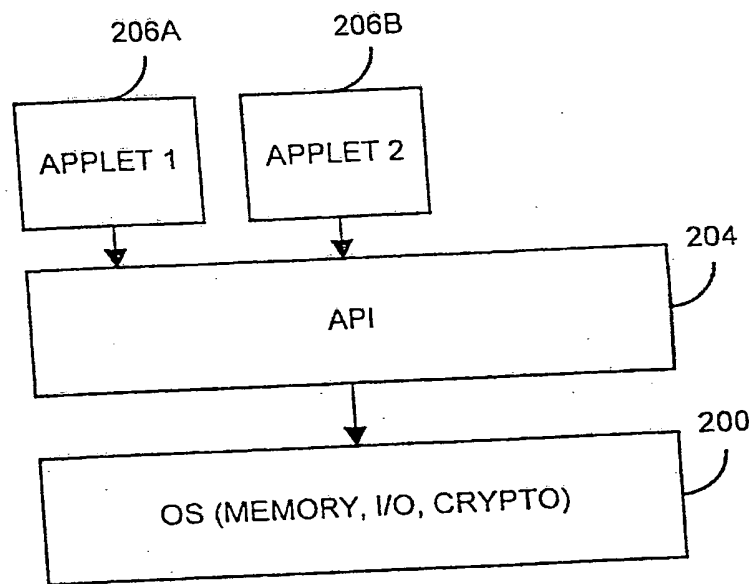 206A
206B
APPLET 1
APPLET 2
204
API
200
OS (MEMORY, I/O, CRYPTO)